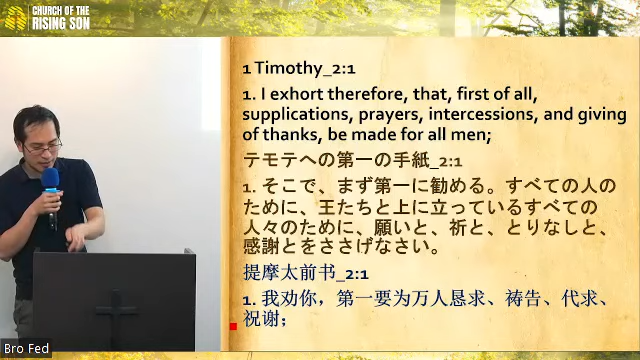 CHURCH OF THE
RISING SON
1 Timothy_2:1
1. I exhort therefore, that, first of all,
supplications, prayers, intercessions, and giving
of thanks, be made for all men;
テモテへの第一の手紙_2:1
1. そこで、まず第一に勧める。すべての人の
ために、王たちと上に立っているすべての
人々のために、願いと、祈と、とりなしと、
感謝とをささげなさい。
提摩太前书_2:1
1. 我劝你，第一要为万人恳求、祷告、代求、
祝谢；
Bro Fed